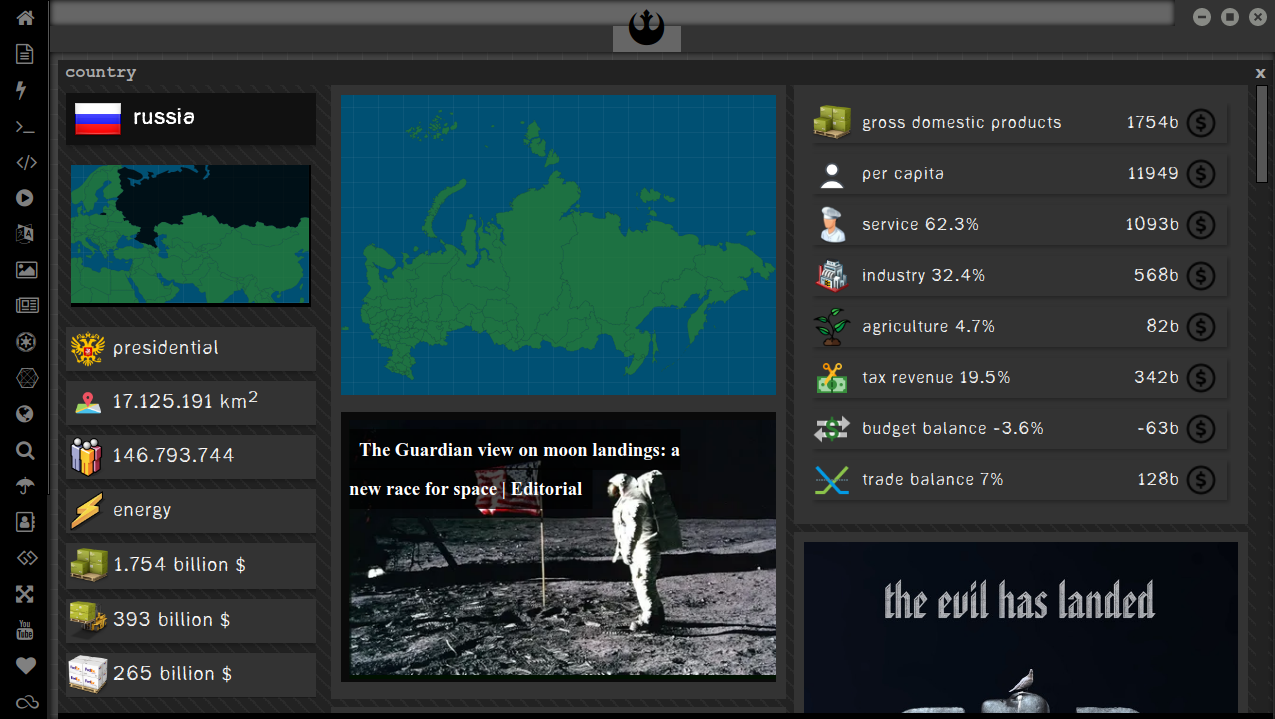 country
x
russia
presidential
17.125.191 km²
146.793.744
energy
1.754 billion $
393 billion $
265 billion $
The Guardian view on moon landings: a
new race for space | Editorial
gross domestic products 1754b $
per capita 11949 $
service 62.3% 1093b $
industry 32.4% 568b $
agriculture 4.7% 82b $
tax revenue 19.5% 342b $
budget balance -3.6% -63b $
trade balance 7% 128b $
the evil has landed
You
Tube